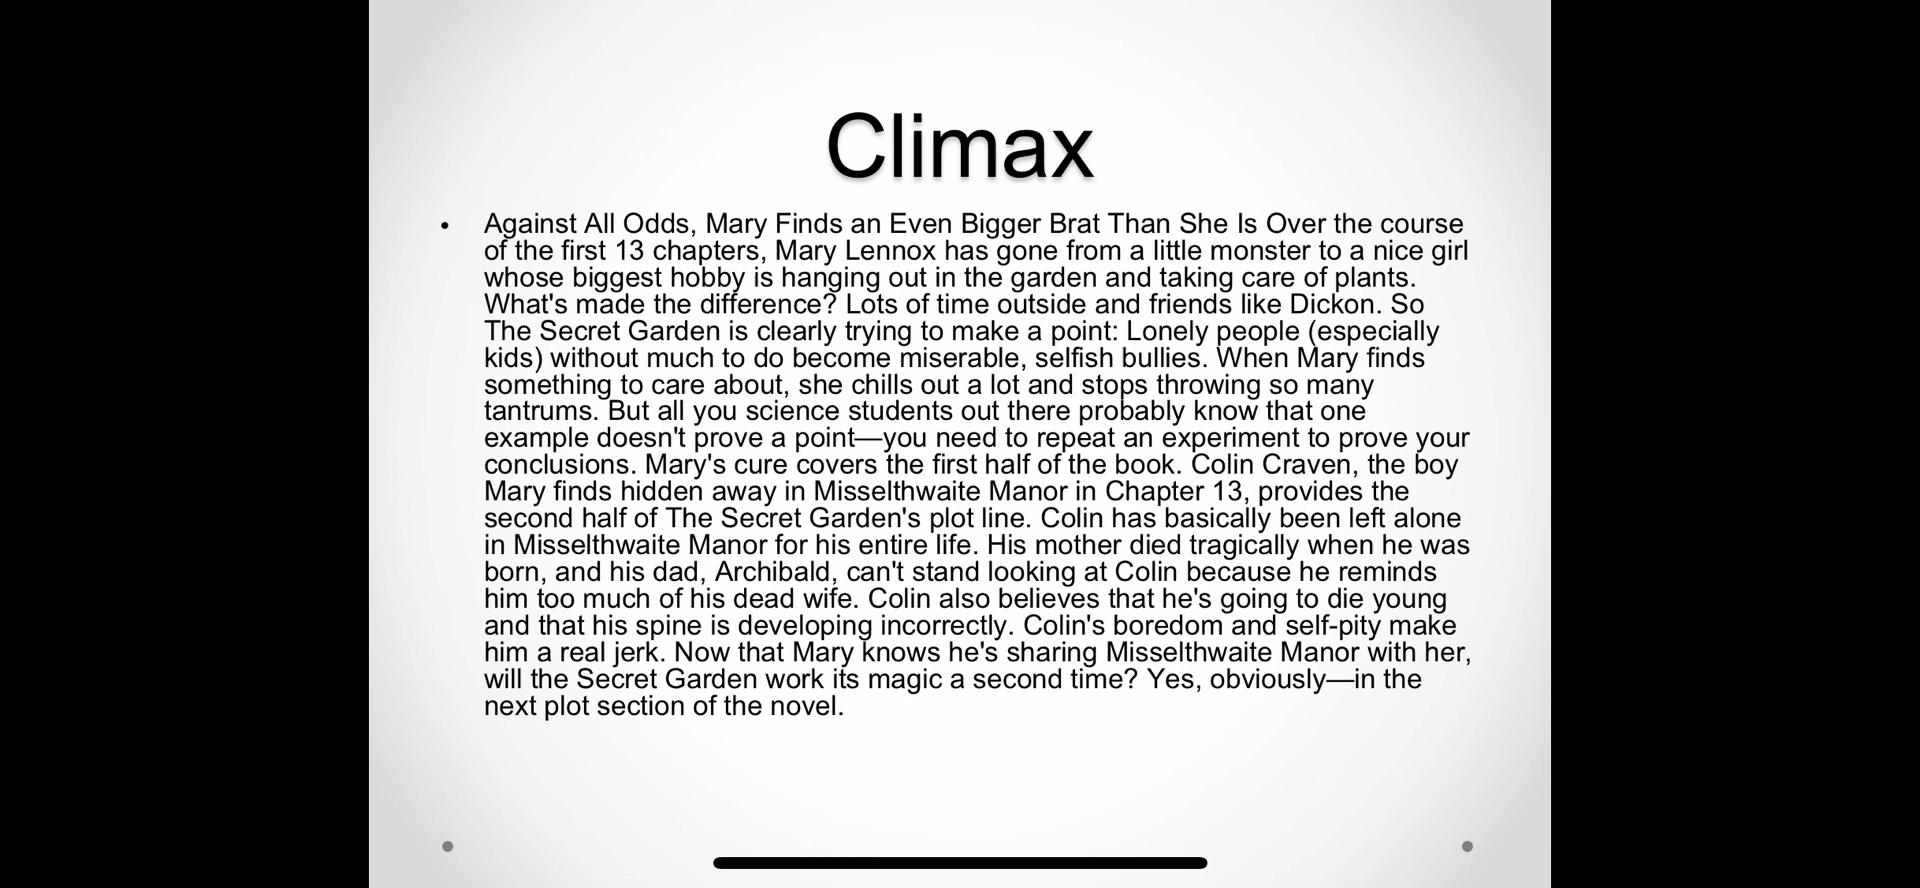 Climax
• Against All Odds, Mary Finds an Even Bigger Brat Than She Is Over the course
of the first 13 chapters, Mary Lennox has gone from a little monster to a nice girl
whose biggest hobby is hanging out in the garden and taking care of plants.
What's made the difference? Lots of time outside and friends like Dickon. So
The Secret Garden is clearly trying to make a point: Lonely people (especially
kids) without much to do become miserable, selfish bullies. When Mary finds
something to care about, she chills out a lot and stops throwing so many
tantrums. But all you science students out there probably know that one
example doesn't prove a point—you need to repeat an experiment to prove your
conclusions. Mary's cure covers the first half of the book. Colin Craven, the boy
Mary finds hidden away in Misselthwaite Manor in Chapter 13, provides the
second half of The Secret Garden's plot line. Colin has basically been left alone
in Misselthwaite Manor for his entire life. His mother died tragically when he was
born, and his dad, Archibald, can't stand looking at Colin because he reminds
him too much of his dead wife. Colin also believes that he's going to die young
and that his spine is developing incorrectly. Colin's boredom and self-pity make
him a real jerk. Now that Mary knows he's sharing Misselthwaite Manor with her,
will the Secret Garden work its magic a second time? Yes, obviously—in the
next plot section of the novel.